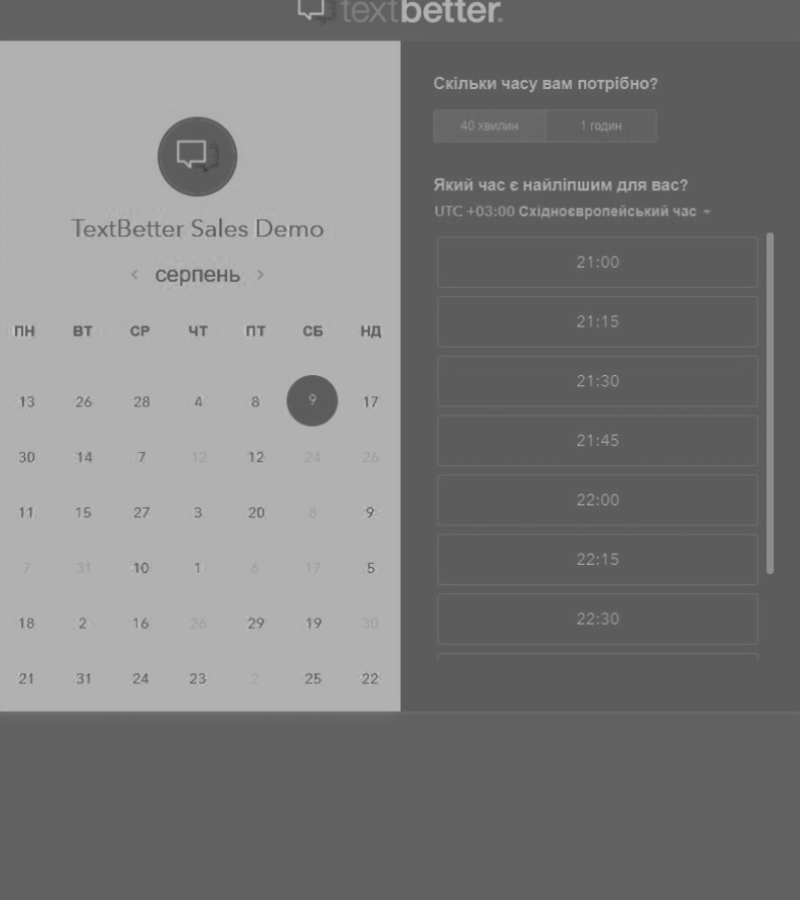 textbetter.
TextBetter Sales Demo
серпень
ПН ВТ СР ЧТ ПТ СБ НД
13 26 28 4 8 9 17
30 14 7 12 12 24 26
11 15 27 3 20 8 9
7 31 10 1 6 17 5
18 2 16 26 29 19 30
21 31 24 23 2 25 22
Скільки часу вам потрібно?
40 хвилин 1 годин
Який час є найліпшим для вас?
UTC +03:00 Східноєвропейський час
21:00
21:15
21:30
21:45
22:00
22:15
22:30